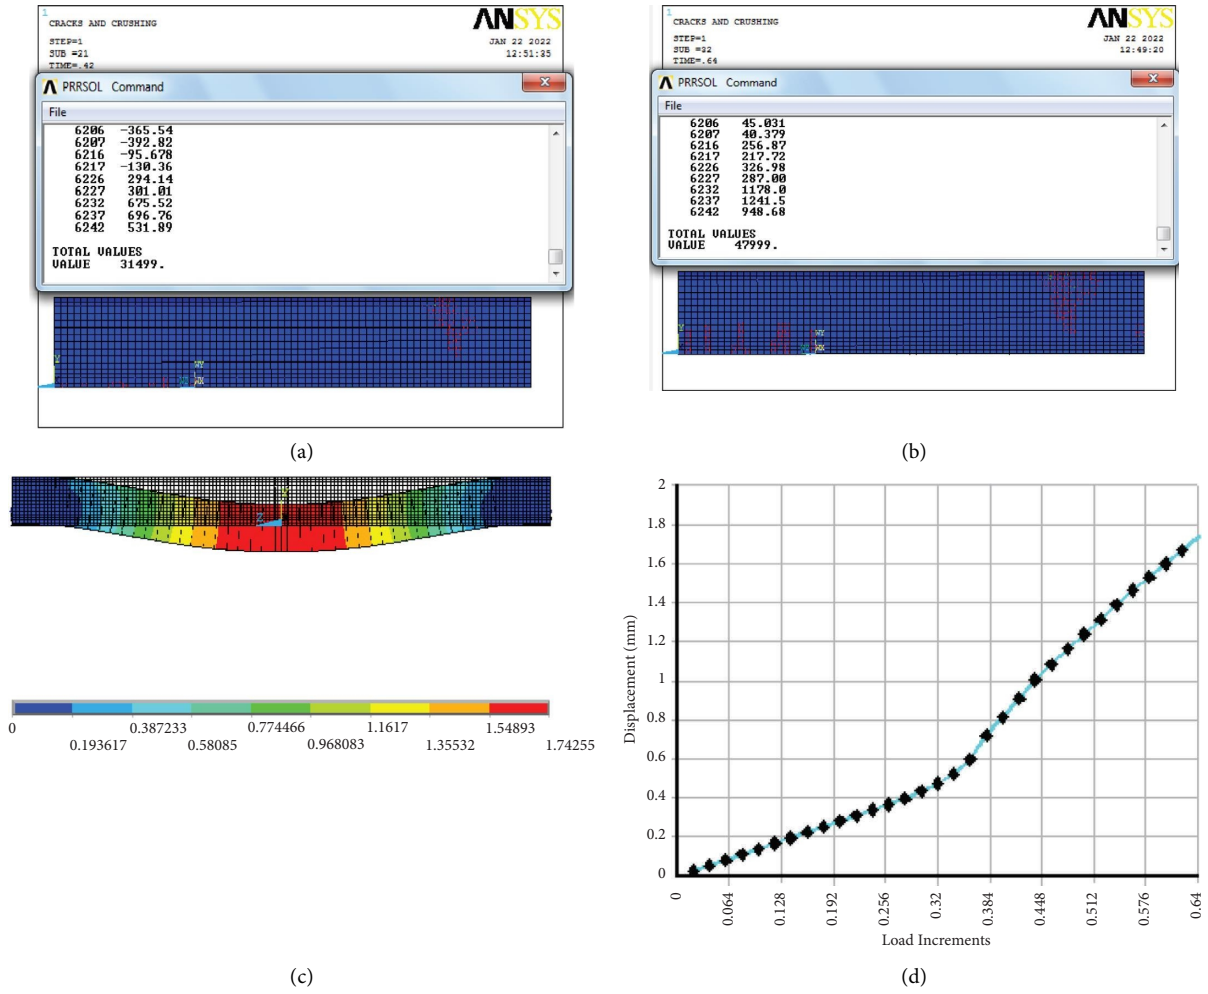 1
CRACKS AND CRUSHING
STEP=1
SUB =21
TIME=.42
ANSYS
JAN 22 2022
12:51:35
PRRSOL Command
File
6206 -365.54
6207 -392.82
6216 -95.678
6217 -130.36
6226 294.14
6227 301.01
6232 675.52
6237 696.76
6242 531.89
TOTAL VALUES
VALUE 31499.
Y
WY
WX
(a)
1
CRACKS AND CRUSHING
STEP=1
SUB =32
TIME=.64
ANSYS
JAN 22 2022
12:49:20
PRRSOL Command
File
6206 45.031
6207 40.379
6216 256.87
6217 217.72
6226 326.98
6227 287.00
6232 1178.0
6237 1241.5
6242 948.68
TOTAL VALUES
VALUE 47999.
Y
WY
WX
(b)
Z
0 0.387233 0.774466 1.1617 1.54893
0.193617 0.58085 0.968083 1.35532 1.74255
(c)
2
1.8
1.6
1.4
1.2
1
0.8
0.6
0.4
0.2
0
Displacement (mm)
0 0.064 0.128 0.192 0.256 0.32 0.384 0.448 0.512 0.576 0.64
Load Increments
(d)